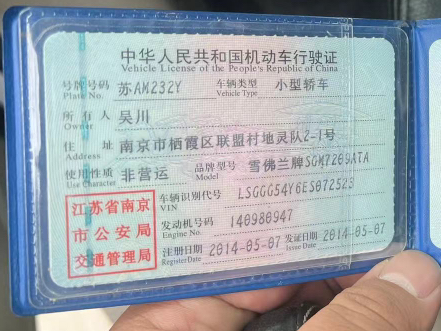 中华人民共和国机动车行驶证
Vehicle License of the People's Republic of China
号牌号码 苏AM232Y 车辆类型 小型轿车
Plate No. Vehicle Type
所有人 吴川
Owner
住址 南京市栖霞区联盟村地灵队2-1号
Address
使用性质 非营运 品牌型号 雪佛兰牌SGM7209ATA
Use Character Model
江苏省南京
市公安局
交通管理局
车辆识别代号 LSGGG54Y6ES072525
VIN
发动机号码 140980947
Engine No.
注册日期 2014-05-07 发证日期 2014-05-07
Register Date Issue Date